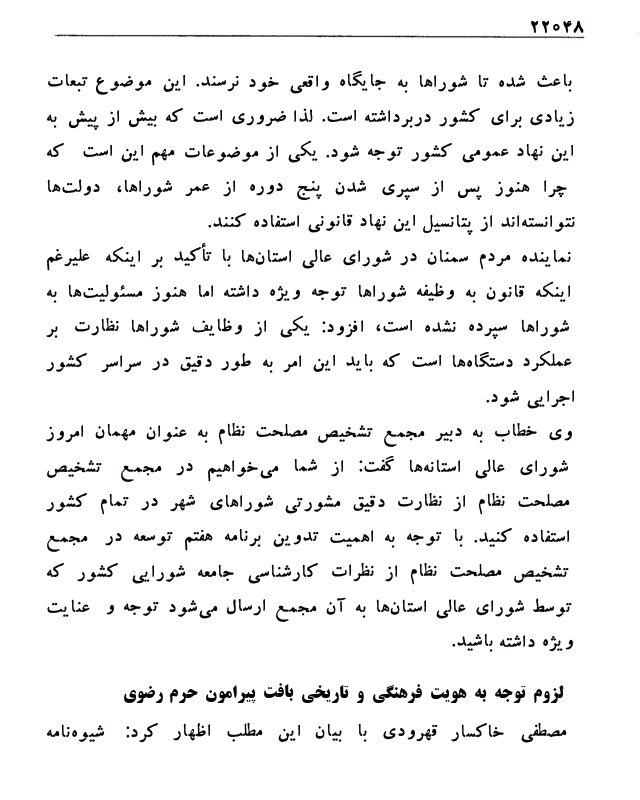 ۲۲۰۴۸
باعث شده تا شوراها به جایگاه واقعی خود نرسند. این موضوع تبعات
زیادی برای کشور دربرداشته است. لذا ضروری است که بیش از پیش به
این نهاد عمومی کشور توجه شود. یکی از موضوعات مهم این است که
چرا هنوز پس از سپری شدن پنج دوره از عمر شوراها، دولت‌ها
نتوانسته‌اند از پتانسیل این نهاد قانونی استفاده کنند.
نماینده مردم سمنان در شورای عالی استان‌ها با تأکید بر اینکه علیرغم
اینکه قانون به وظیفه شوراها توجه ویژه داشته اما هنوز مسئولیت‌ها به
شوراها سپرده نشده است، افزود: یکی از وظایف شوراها نظارت بر
عملکرد دستگاه‌ها است که باید این امر به طور دقیق در سراسر کشور
اجرایی شود.
وی خطاب به دبیر مجمع تشخیص مصلحت نظام به عنوان مهمان امروز
شورای عالی استانه‌ها گفت: از شما می‌خواهیم در مجمع تشخیص
مصلحت نظام از نظارت دقیق مشورتی شوراهای شهر در تمام کشور
استفاده کنید. با توجه به اهمیت تدوین برنامه هفتم توسعه در مجمع
تشخیص مصلحت نظام از نظرات کارشناسی جامعه شورایی کشور که
توسط شورای عالی استان‌ها به آن مجمع ارسال می‌شود توجه و عنایت
ویژه داشته باشید.
لزوم توجه به هویت فرهنگی و تاریخی بافت پیرامون حرم رضوی
مصطفی خاکسار قهرودی با بیان این مطلب اظهار کرد: شیوه‌نامه